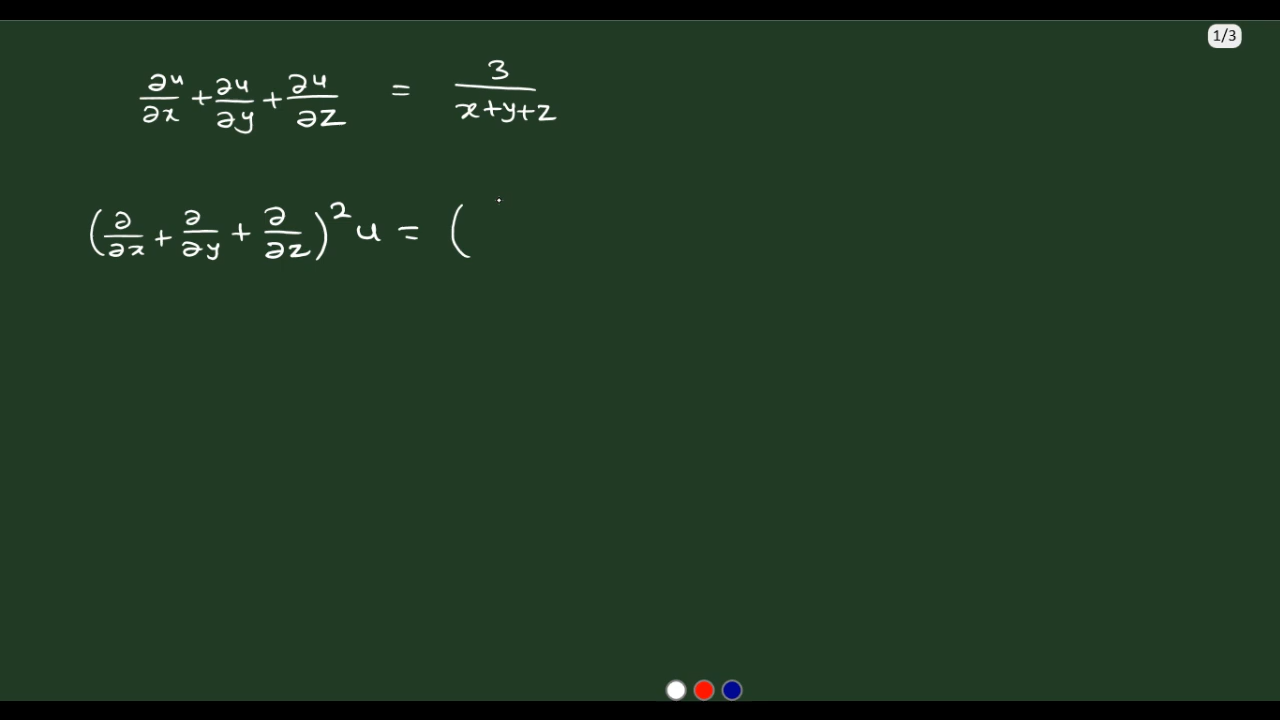 1/3
∂u/∂x + ∂u/∂y + ∂u/∂z = 3/(x+y+z)
(∂/∂x + ∂/∂y + ∂/∂z)² u = (